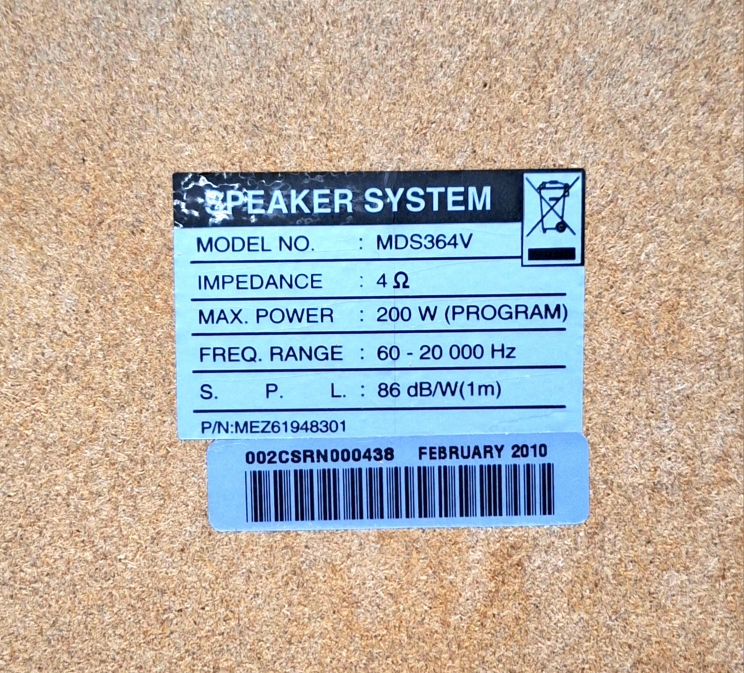 SPEAKER SYSTEM
MODEL NO. : MDS364V
IMPEDANCE : 4 Ω
MAX. POWER : 200 W (PROGRAM)
FREQ. RANGE : 60 - 20 000 Hz
S. P. L. : 86 dB/W(1m)
P/N:MEZ61948301
002CSRN000438 FEBRUARY 2010